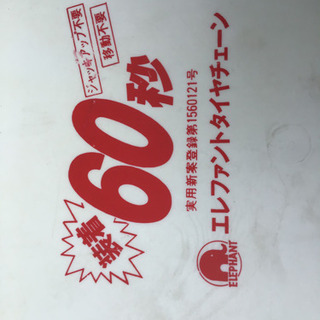 ジャッキアップ不要
移動不要
装着
60秒
実用新案登録第1560121号
ELEPHANT
エレファントタイヤチェーン